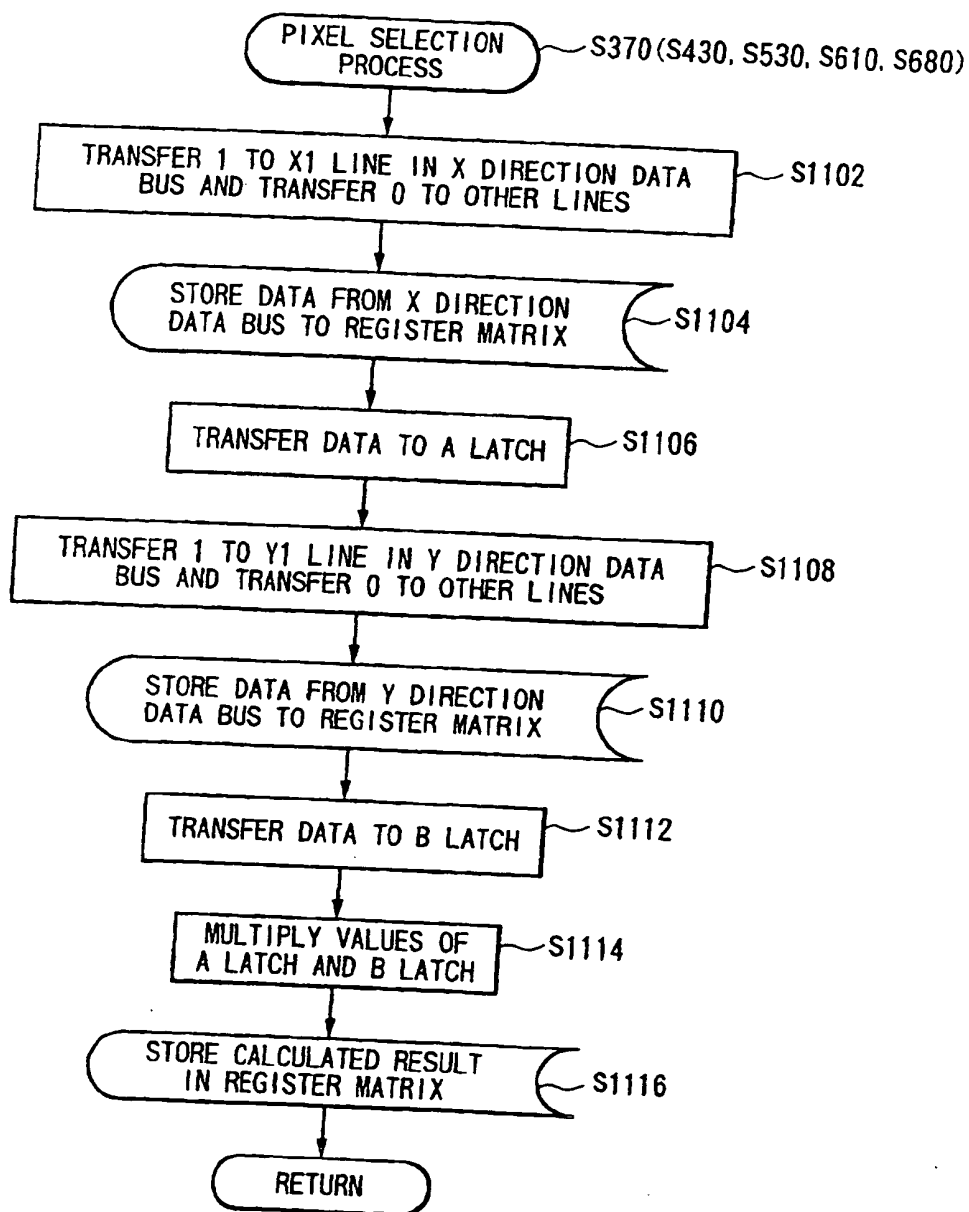 PIXEL SELECTION
PROCESS
S370(S430, S530, S610, S680)
TRANSFER 1 TO X1 LINE IN X DIRECTION DATA
BUS AND TRANSFER 0 TO OTHER LINES
S1102
STORE DATA FROM X DIRECTION
DATA BUS TO REGISTER MATRIX
S1104
TRANSFER DATA TO A LATCH
S1106
TRANSFER 1 TO Y1 LINE IN Y DIRECTION DATA
BUS AND TRANSFER 0 TO OTHER LINES
S1108
STORE DATA FROM Y DIRECTION
DATA BUS TO REGISTER MATRIX
S1110
TRANSFER DATA TO B LATCH
S1112
MULTIPLY VALUES OF
A LATCH AND B LATCH
S1114
STORE CALCULATED RESULT
IN REGISTER MATRIX
S1116
RETURN